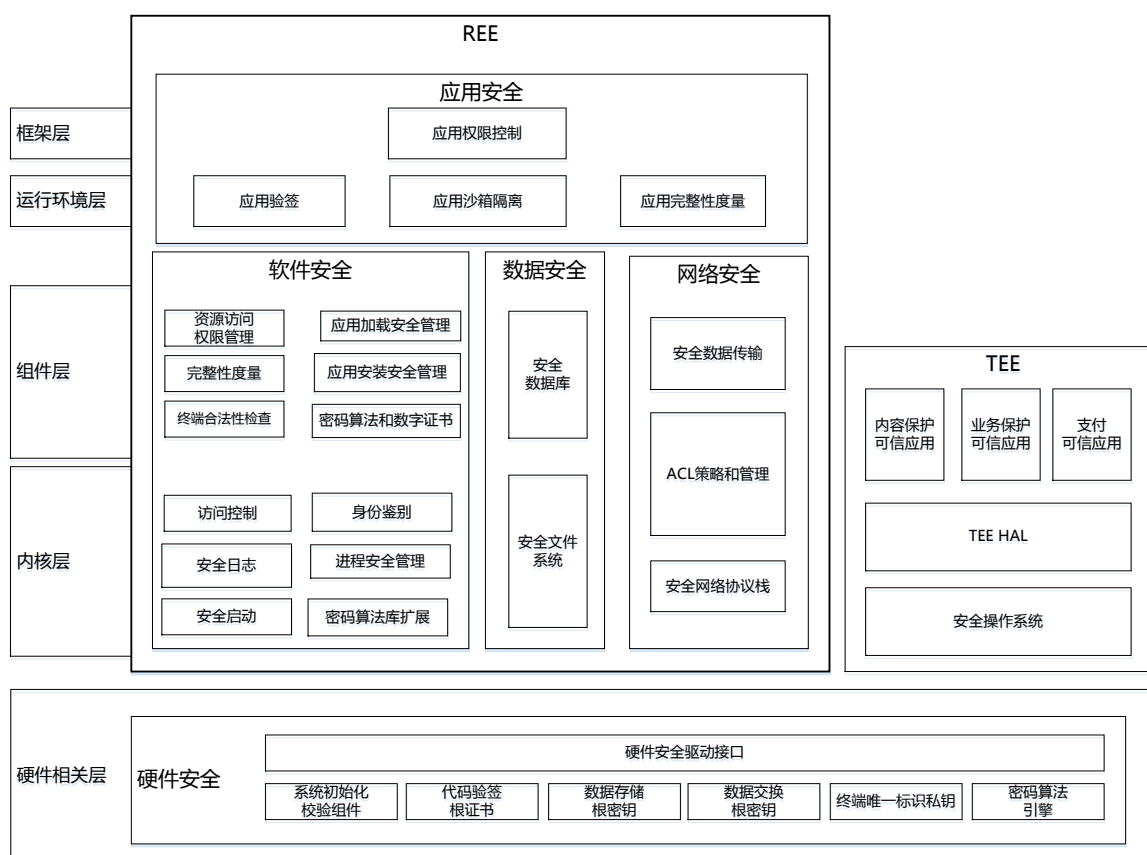 REE
应用安全
框架层
应用权限控制
运行环境层
应用验签
应用沙箱隔离
应用完整性度量
软件安全
数据安全
网络安全
组件层
资源访问
权限管理
应用加载安全管理
完整性度量
应用安装安全管理
终端合法性检查
密码算法和数字证书
安全
数据库
安全数据传输
ACL策略和管理
内核层
访问控制
身份鉴别
安全日志
进程安全管理
安全启动
密码算法库扩展
安全文件
系统
安全网络协议栈
TEE
内容保护
可信应用
业务保护
可信应用
支付
可信应用
TEE HAL
安全操作系统
硬件相关层
硬件安全
硬件安全驱动接口
系统初始化
校验组件
代码验签
根证书
数据存储
根密钥
数据交换
根密钥
终端唯一标识私钥
密码算法
引擎